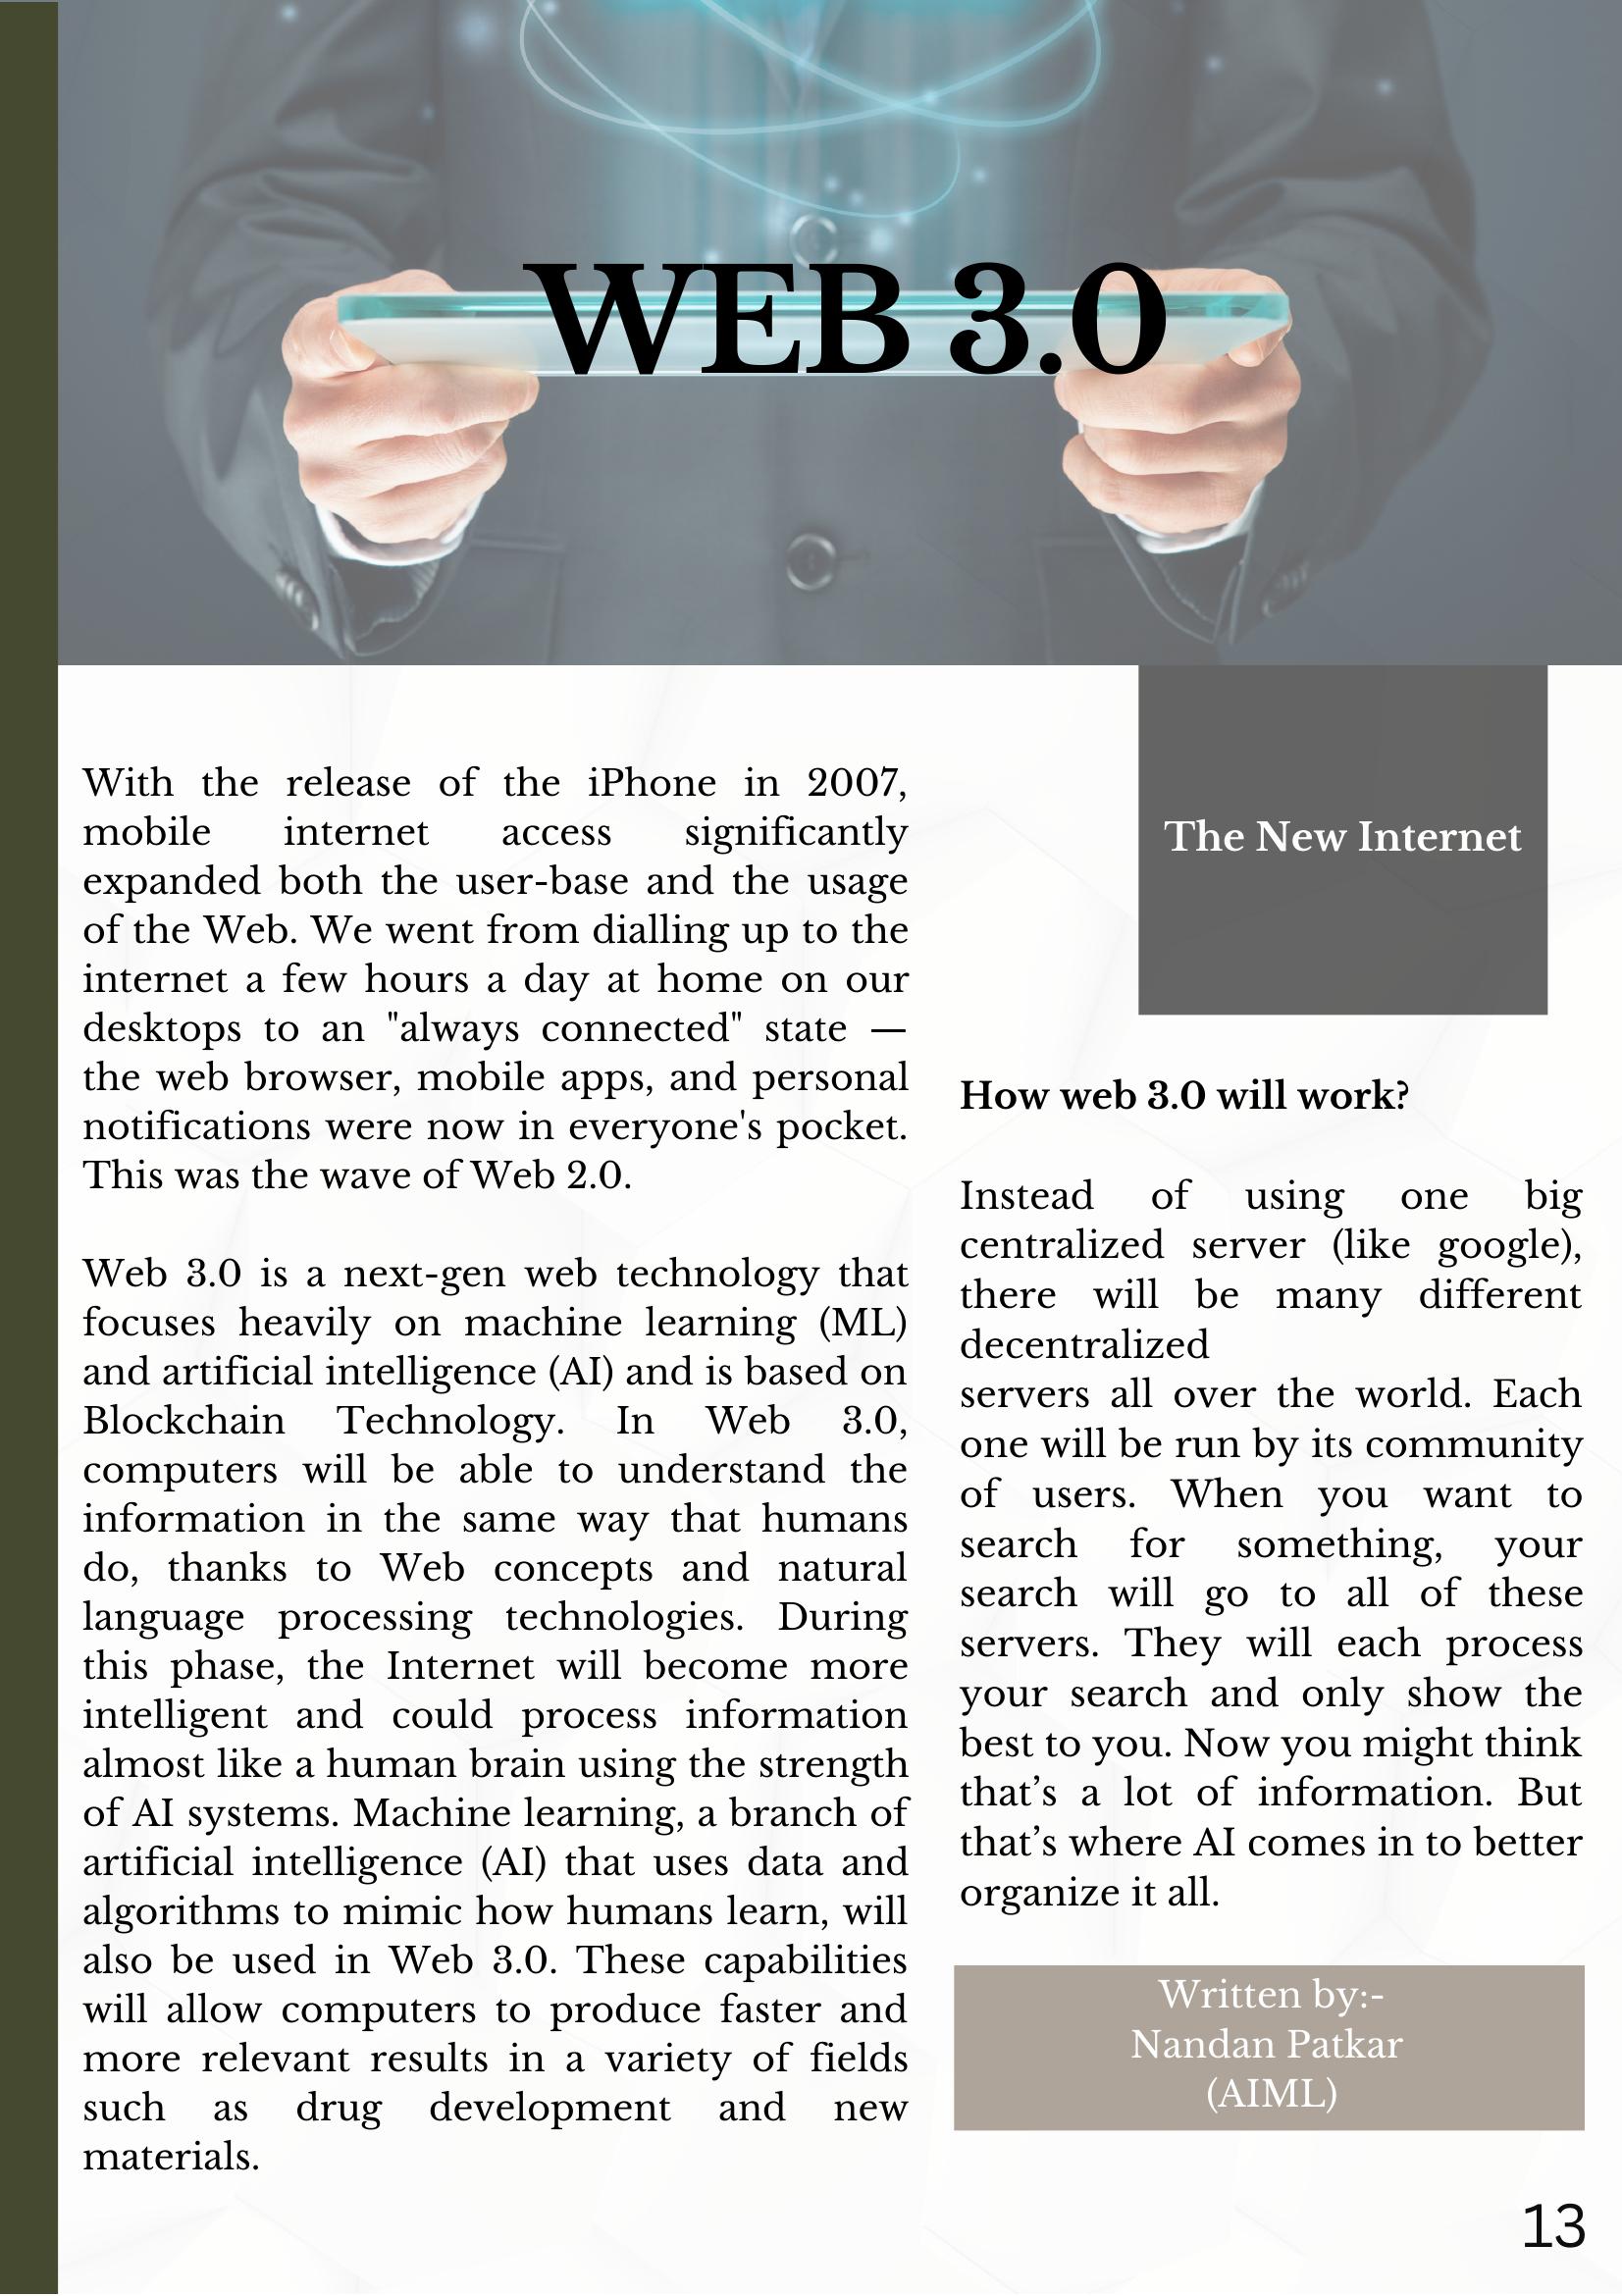 WEB 3.0
With the release of the iPhone in 2007,
mobile internet access significantly
expanded both the user-base and the usage
of the Web. We went from dialling up to the
internet a few hours a day at home on our
desktops to an "always connected" state —
the web browser, mobile apps, and personal
notifications were now in everyone's pocket.
This was the wave of Web 2.0.
Web 3.0 is a next-gen web technology that
focuses heavily on machine learning (ML)
and artificial intelligence (AI) and is based on
Blockchain Technology. In Web 3.0,
computers will be able to understand the
information in the same way that humans
do, thanks to Web concepts and natural
language processing technologies. During
this phase, the Internet will become more
intelligent and could process information
almost like a human brain using the strength
of AI systems. Machine learning, a branch of
artificial intelligence (AI) that uses data and
algorithms to mimic how humans learn, will
also be used in Web 3.0. These capabilities
will allow computers to produce faster and
more relevant results in a variety of fields
such as drug development and new
materials.
The New Internet
How web 3.0 will work?
Instead of using one big
centralized server (like google),
there will be many different
decentralized
servers all over the world. Each
one will be run by its community
of users. When you want to
search for something, your
search will go to all of these
servers. They will each process
your search and only show the
best to you. Now you might think
that’s a lot of information. But
that’s where AI comes in to better
organize it all.
Written by:-
Nandan Patkar
(AIML)
13